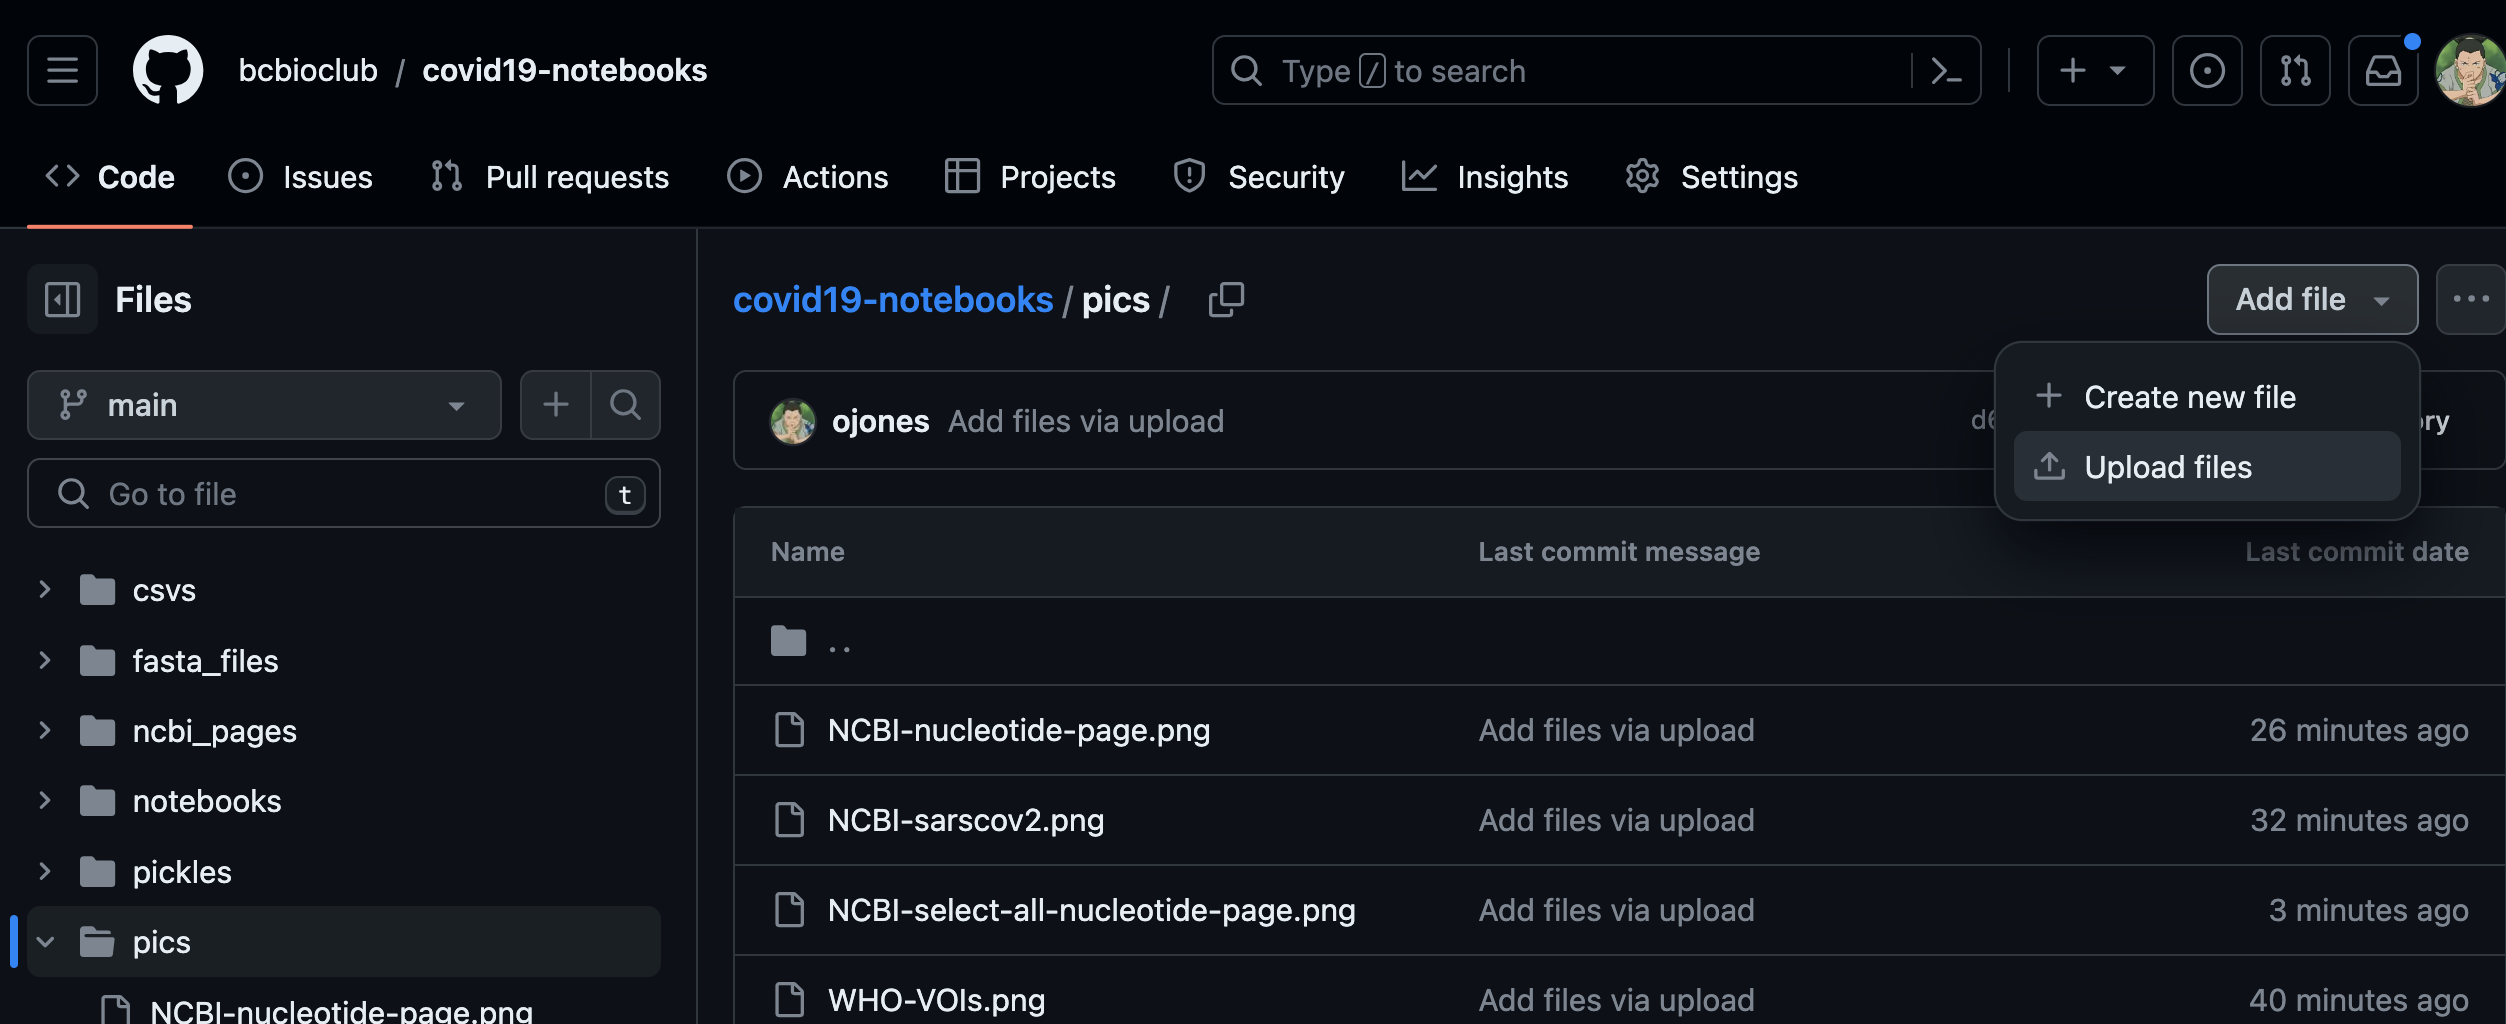 bcbioclub / covid19-notebooks
Type / to search
Code Issues Pull requests Actions Projects Security Insights Settings
Files
main
Go to file t
csvs
fasta_files
ncbi_pages
notebooks
pickles
pics
NCBI-nucleotide-page.png
covid19-notebooks / pics /
Add file
Create new file
Upload files
ojones Add files via upload
Name Last commit message Last commit date
..
NCBI-nucleotide-page.png Add files via upload 26 minutes ago
NCBI-sarscov2.png Add files via upload 32 minutes ago
NCBI-select-all-nucleotide-page.png Add files via upload 3 minutes ago
WHO-VOIs.png Add files via upload 40 minutes ago